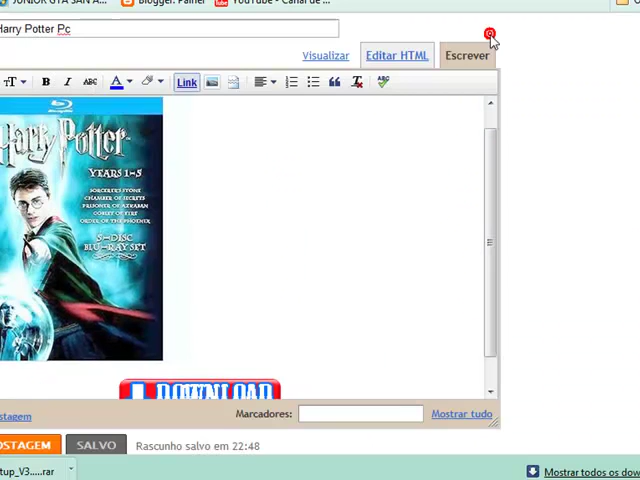 JUNIOR GTA SAN A
Blogger: Painel
YouTube - Canal de ...
Harry Potter Pc
Visualizar
Editar HTML
Escrever
B I ABC A Link ABC
Harry Potter
YEARS 1-5
SORCERER'S STONE
CHAMBER OF SECRETS
PRISONER OF AZKABAN
GOBLET OF FIRE
ORDER OF THE PHOENIX
5-DISC
BLU-RAY SET
DOWNLOAD
stagem
Marcadores:
Mostrar tudo
OSTAGEM
SALVO
Rascunho salvo em 22:48
tup_V3.....rar
Mostrar todos os dow